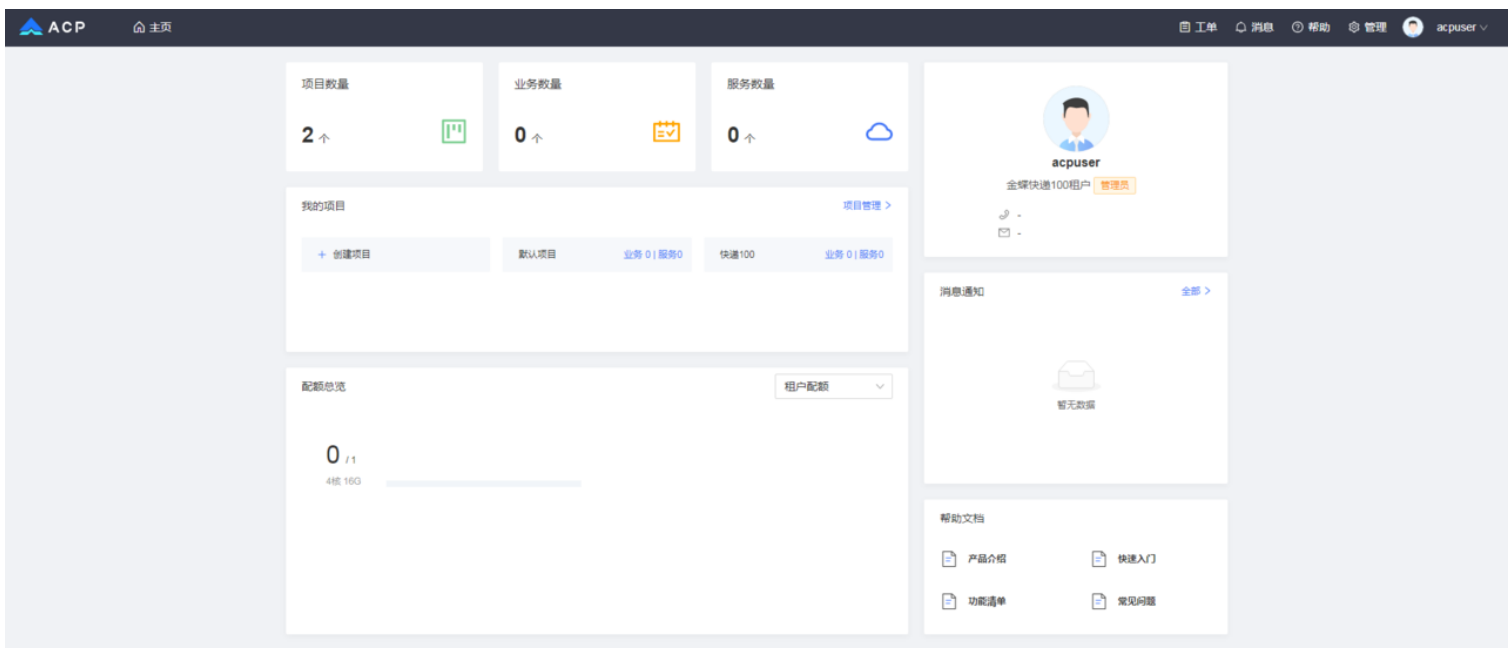 ACP 主页 工单 消息 帮助 管理 acpuser
项目数量
2 个
业务数量
0 个
服务数量
0 个
我的项目 项目管理 >
+ 创建项目
默认项目 业务 0 | 服务0
快递100 业务 0 | 服务0
配额总览 租户配额
0 / 1
4核 16G
acpuser
金蝶快递100租户 管理员
-
-
消息通知 全部 >
暂无数据
帮助文档
产品介绍 快速入门
功能清单 常见问题